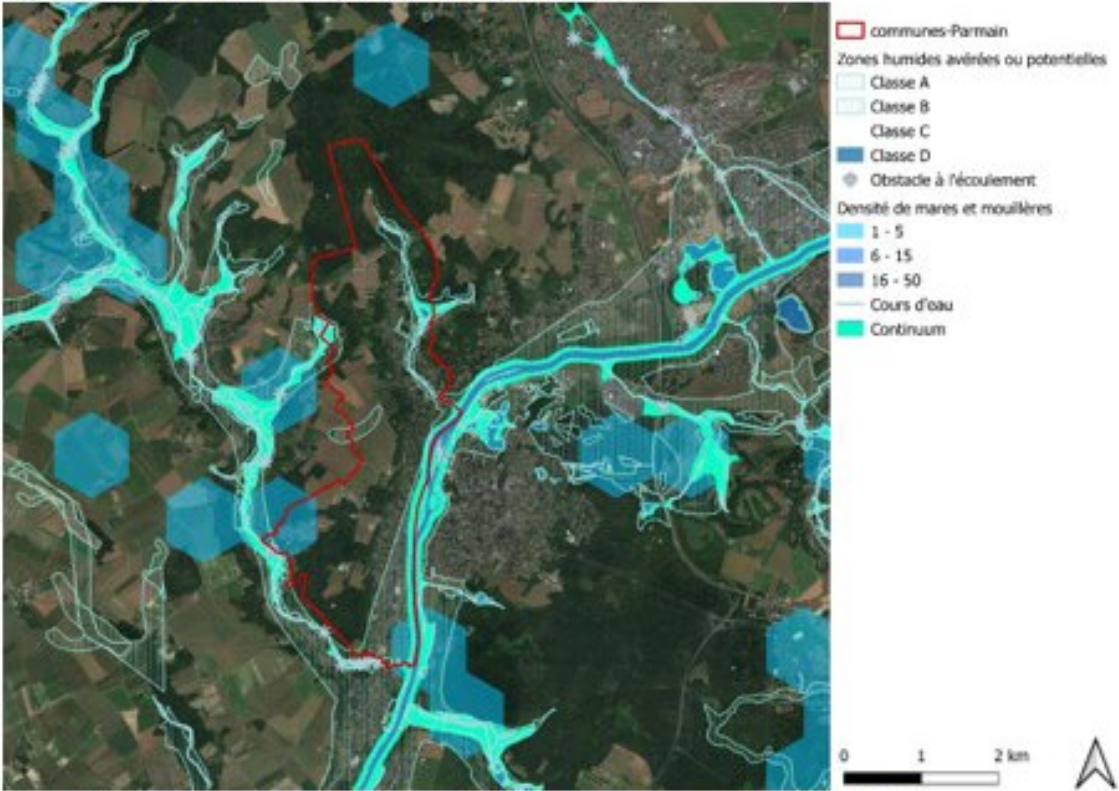 communes-Parmain
Zones humides avérées ou potentielles
Classe A
Classe B
Classe C
Classe D
Obstacle à l'écoulement
Densité de mares et mouillères
1 - 5
6 - 15
16 - 50
Cours d'eau
Continuum
0 1 2 km